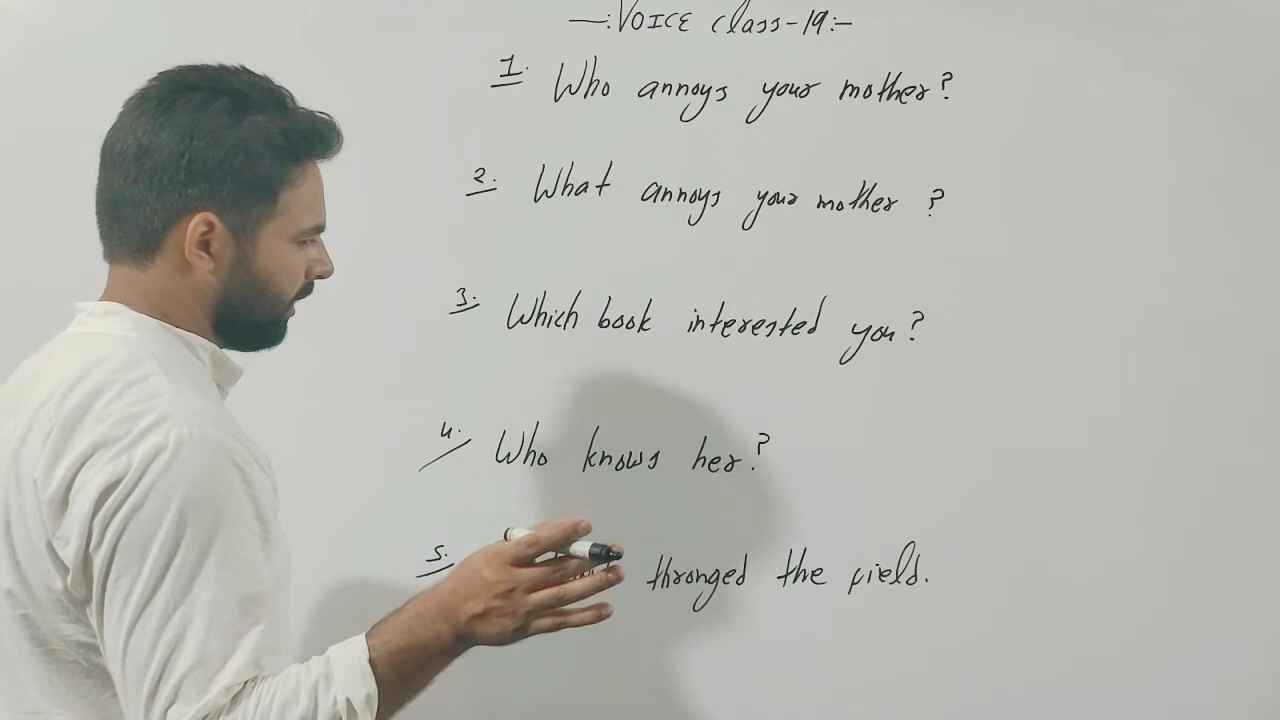 —:VOICE class-19:—
1. Who annoys your mother?
2. What annoys your mother ?
3. Which book interested you?
4. Who knows her?
5. thronged the field.